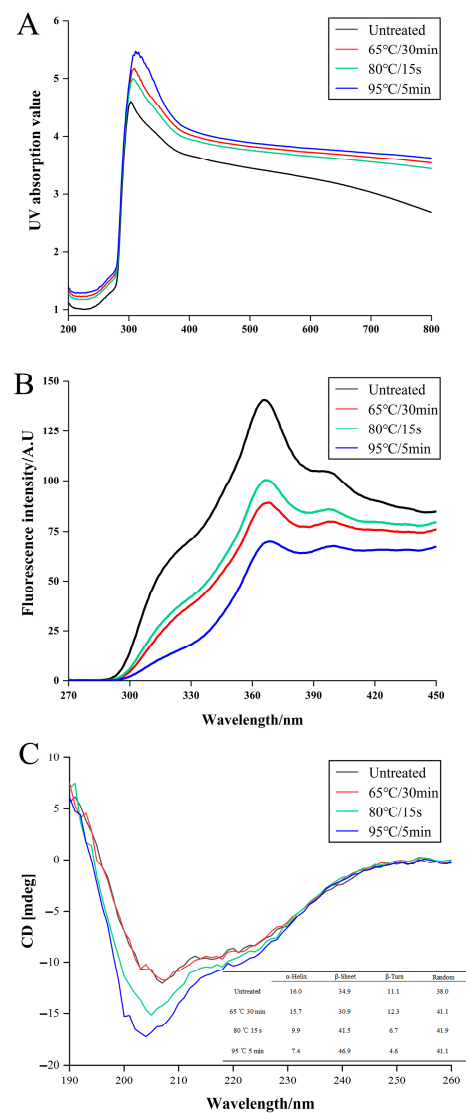 A
UV absorption value
6
5
4
3
2
1
200 300 400 500 600 700 800
Untreated
65℃/30min
80℃/15s
95℃/5min
B
Fluorescence intensity/A.U
150
125
100
75
50
25
0
270 300 330 360 390 420 450
Wavelength/nm
Untreated
65℃/30min
80℃/15s
95℃/5min
C
CD [mdeg]
10
5
0
−5
−10
−15
−20
190 200 210 220 230 240 250 260
Wavelength/nm
Untreated
65℃/30min
80℃/15s
95℃/5min
α-Helix β-Sheet β-Turn Random
Untreated 16.0 34.9 11.1 38.0
65 ℃ 30 min 15.7 30.9 12.3 41.1
80 ℃ 15 s 9.9 41.5 6.7 41.9
95 ℃ 5 min 7.4 46.9 4.6 41.1